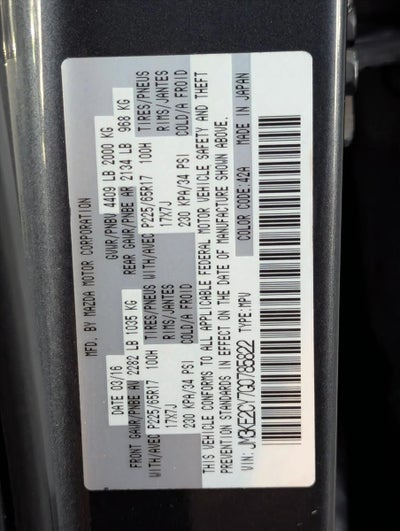 MFD. BY MAZDA MOTOR CORPORATION
DATE 03/16 GVWR/PNBV 4409 LB 2000 KG
FRONT GAWR/PNBE AV 2282 LB 1035 KG REAR GAWR/PNBE AR 2134 LB 968 KG
TIRES/PNEUS TIRES/PNEUS
WITH/AVEC P225/65R17 100H RIMS/JANTES WITH/AVEC P225/65R17 100H RIMS/JANTES
17X7J COLD/A FROID 17X7J COLD/A FROID
230 KPA/34 PSI 230 KPA/34 PSI
THIS VEHICLE CONFORMS TO ALL APPLICABLE FEDERAL MOTOR VEHICLE SAFETY AND THEFT
PREVENTION STANDARDS IN EFFECT ON THE DATE OF MANUFACTURE SHOWN ABOVE.
VIN: JM3KE2CY7G0785822 TYPE:MPV COLOR CODE:42A MADE IN JAPAN